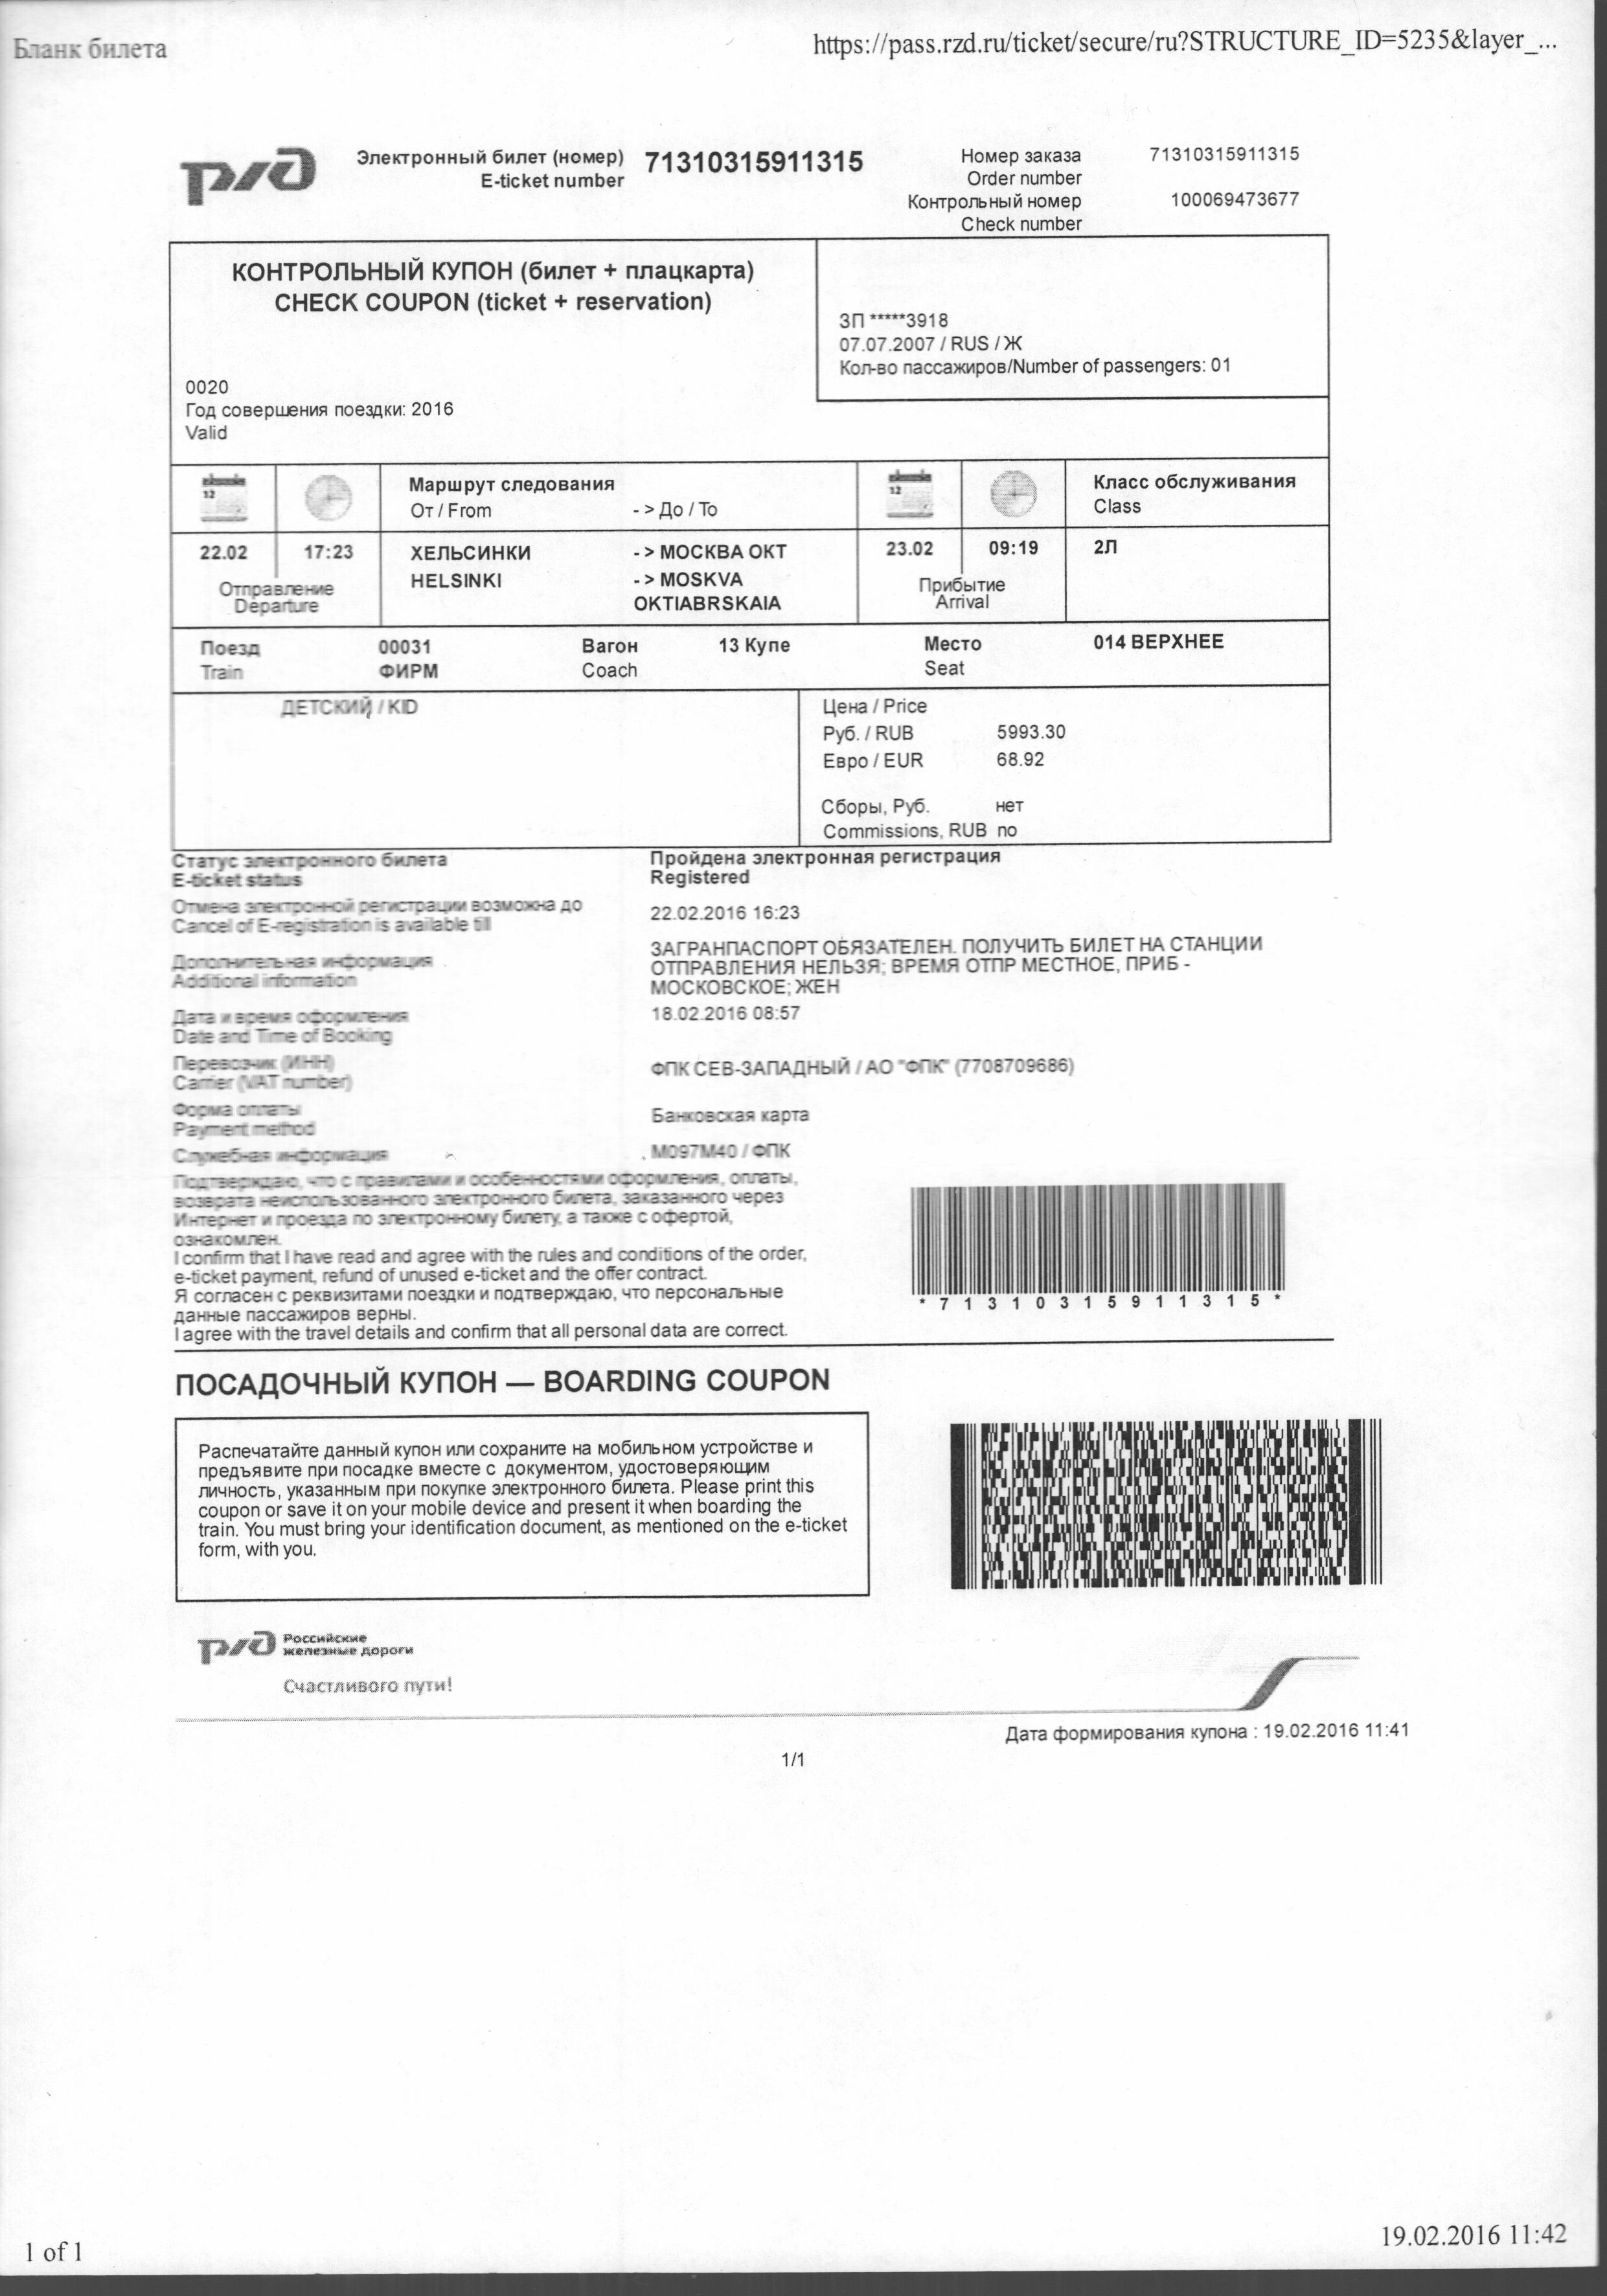 Бланк билета
https://pass.rzd.ru/ticket/secure/ru?STRUCTURE_ID=5235&layer_...
Электронный билет (номер) 71310315911315
E-ticket number
Номер заказа 71310315911315
Order number
Контрольный номер 100069473677
Check number
КОНТРОЛЬНЫЙ КУПОН (билет + плацкарта)
CHECK COUPON (ticket + reservation)
ЗП *****3918
07.07.2007 / RUS / Ж
Кол-во пассажиров/Number of passengers: 01
0020
Год совершения поездки: 2016
Valid
Маршрут следования
От / From - > До / To
Класс обслуживания
Class
22.02 17:23 ХЕЛЬСИНКИ - > МОСКВА ОКТ 23.02 09:19 2Л
HELSINKI - > MOSKVA
OKTIABRSKAIA
Отправление
Departure
Прибытие
Arrival
Поезд 00031 Вагон 13 Купе Место 014 ВЕРХНЕЕ
Train ФИРМ Coach Seat
ДЕТСКИЙ / KID
Цена / Price
Руб. / RUB 5993.30
Евро / EUR 68.92
Сборы, Руб. нет
Commissions, RUB no
Статус электронного билета Пройдена электронная регистрация
E-ticket status Registered
Отмена электронной регистрации возможна до
Cancel of E-registration is available till 22.02.2016 16:23
Дополнительная информация
Additional information
ЗАГРАНПАСПОРТ ОБЯЗАТЕЛЕН. ПОЛУЧИТЬ БИЛЕТ НА СТАНЦИИ
ОТПРАВЛЕНИЯ НЕЛЬЗЯ; ВРЕМЯ ОТПР МЕСТНОЕ, ПРИБ -
МОСКОВСКОЕ; ЖЕН
Дата и время оформления 18.02.2016 08:57
Date and Time of Booking
Перевозчик (ИНН)
Carrier (VAT number) ФПК СЕВ-ЗАПАДНЫЙ / АО "ФПК" (7708709686)
Форма оплаты
Payment method Банковская карта
Служебная информация М097М40 / ФПК
Подтверждаю, что с правилами и особенностями оформления, оплаты,
возврата неиспользованного электронного билета, заказанного через
Интернет и проезда по электронному билету, а также с офертой,
ознакомлен.
I confirm that I have read and agree with the rules and conditions of the order,
e-ticket payment, refund of unused e-ticket and the offer contract.
Я согласен с реквизитами поездки и подтверждаю, что персональные
данные пассажиров верны.
I agree with the travel details and confirm that all personal data are correct.
* 7 1 3 1 0 3 1 5 9 1 1 3 1 5 *
ПОСАДОЧНЫЙ КУПОН — BOARDING COUPON
Распечатайте данный купон или сохраните на мобильном устройстве и
предъявите при посадке вместе с документом, удостоверяющим
личность, указанным при покупке электронного билета. Please print this
coupon or save it on your mobile device and present it when boarding the
train. You must bring your identification document, as mentioned on the e-ticket
form, with you.
Российские
железные дороги
Счастливого пути!
Дата формирования купона : 19.02.2016 11:41
1/1
1 of 1
19.02.2016 11:42